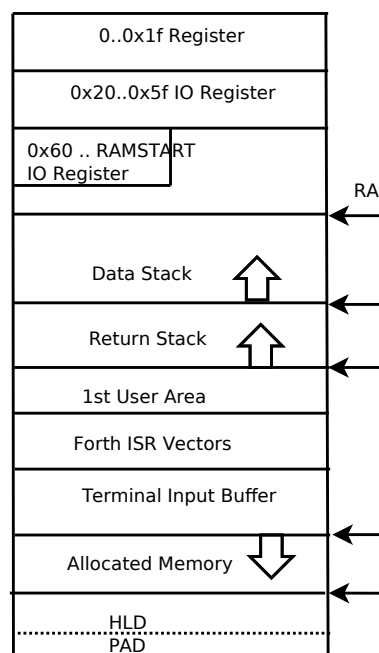 0..0x1f Register
0x20..0x5f IO Register
0x60 .. RAMSTART
IO Register
RA
Data Stack
Return Stack
1st User Area
Forth ISR Vectors
Terminal Input Buffer
Allocated Memory
HLD
PAD